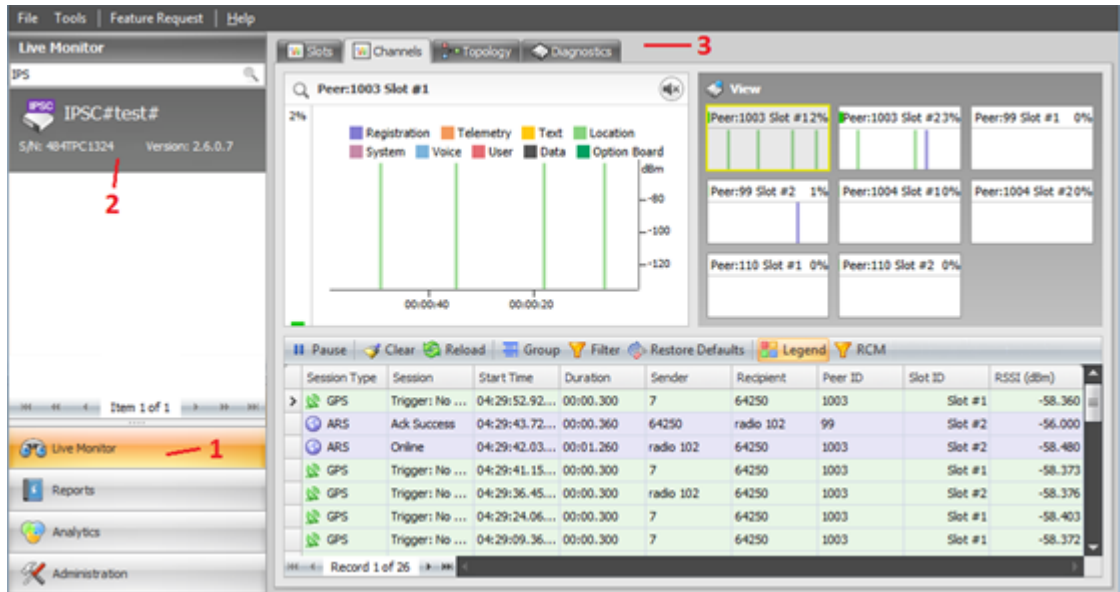 File Tools Feature Request Help
Live Monitor
IPS
IPSC
IPSC#test#
S/N: 484TPC1324 Version: 2.6.0.7
2
Item 1 of 1
Live Monitor
1
Reports
Analytics
Administration
Slots Channels Topology Diagnostics
3
Peer:1003 Slot #1
2%
Registration Telemetry Text Location
System Voice User Data Option Board
dBm
-80
-100
-120
00:00:40 00:00:20
View
Peer:1003 Slot #1 2% Peer:1003 Slot #2 3% Peer:99 Slot #1 0%
Peer:99 Slot #2 1% Peer:1004 Slot #1 0% Peer:1004 Slot #2 0%
Peer:110 Slot #1 0% Peer:110 Slot #2 0%
Pause Clear Reload Group Filter Restore Defaults Legend RCM
Session Type Session Start Time Duration Sender Recipient Peer ID Slot ID RSSI (dBm)
GPS Trigger: No ... 04:29:52.92... 00:00.300 7 64250 1003 Slot #1 -58.360
ARS Ack Success 04:29:43.72... 00:00.360 64250 radio 102 99 Slot #2 -56.000
ARS Online 04:29:42.03... 00:01.260 radio 102 64250 1003 Slot #2 -58.480
GPS Trigger: No ... 04:29:41.15... 00:00.300 7 64250 1003 Slot #1 -58.373
GPS Trigger: No ... 04:29:36.45... 00:00.300 radio 102 64250 1003 Slot #2 -58.376
GPS Trigger: No ... 04:29:24.06... 00:00.300 7 64250 1003 Slot #1 -58.403
GPS Trigger: No ... 04:29:09.36... 00:00.300 7 64250 1003 Slot #1 -58.372
Record 1 of 26